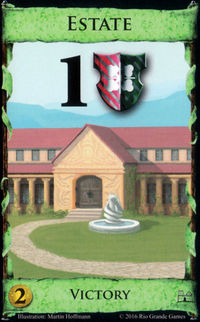 ESTATE
1
2
VICTORY
Illustration: Martin Hoffmann
© 2016 Rio Grande Games